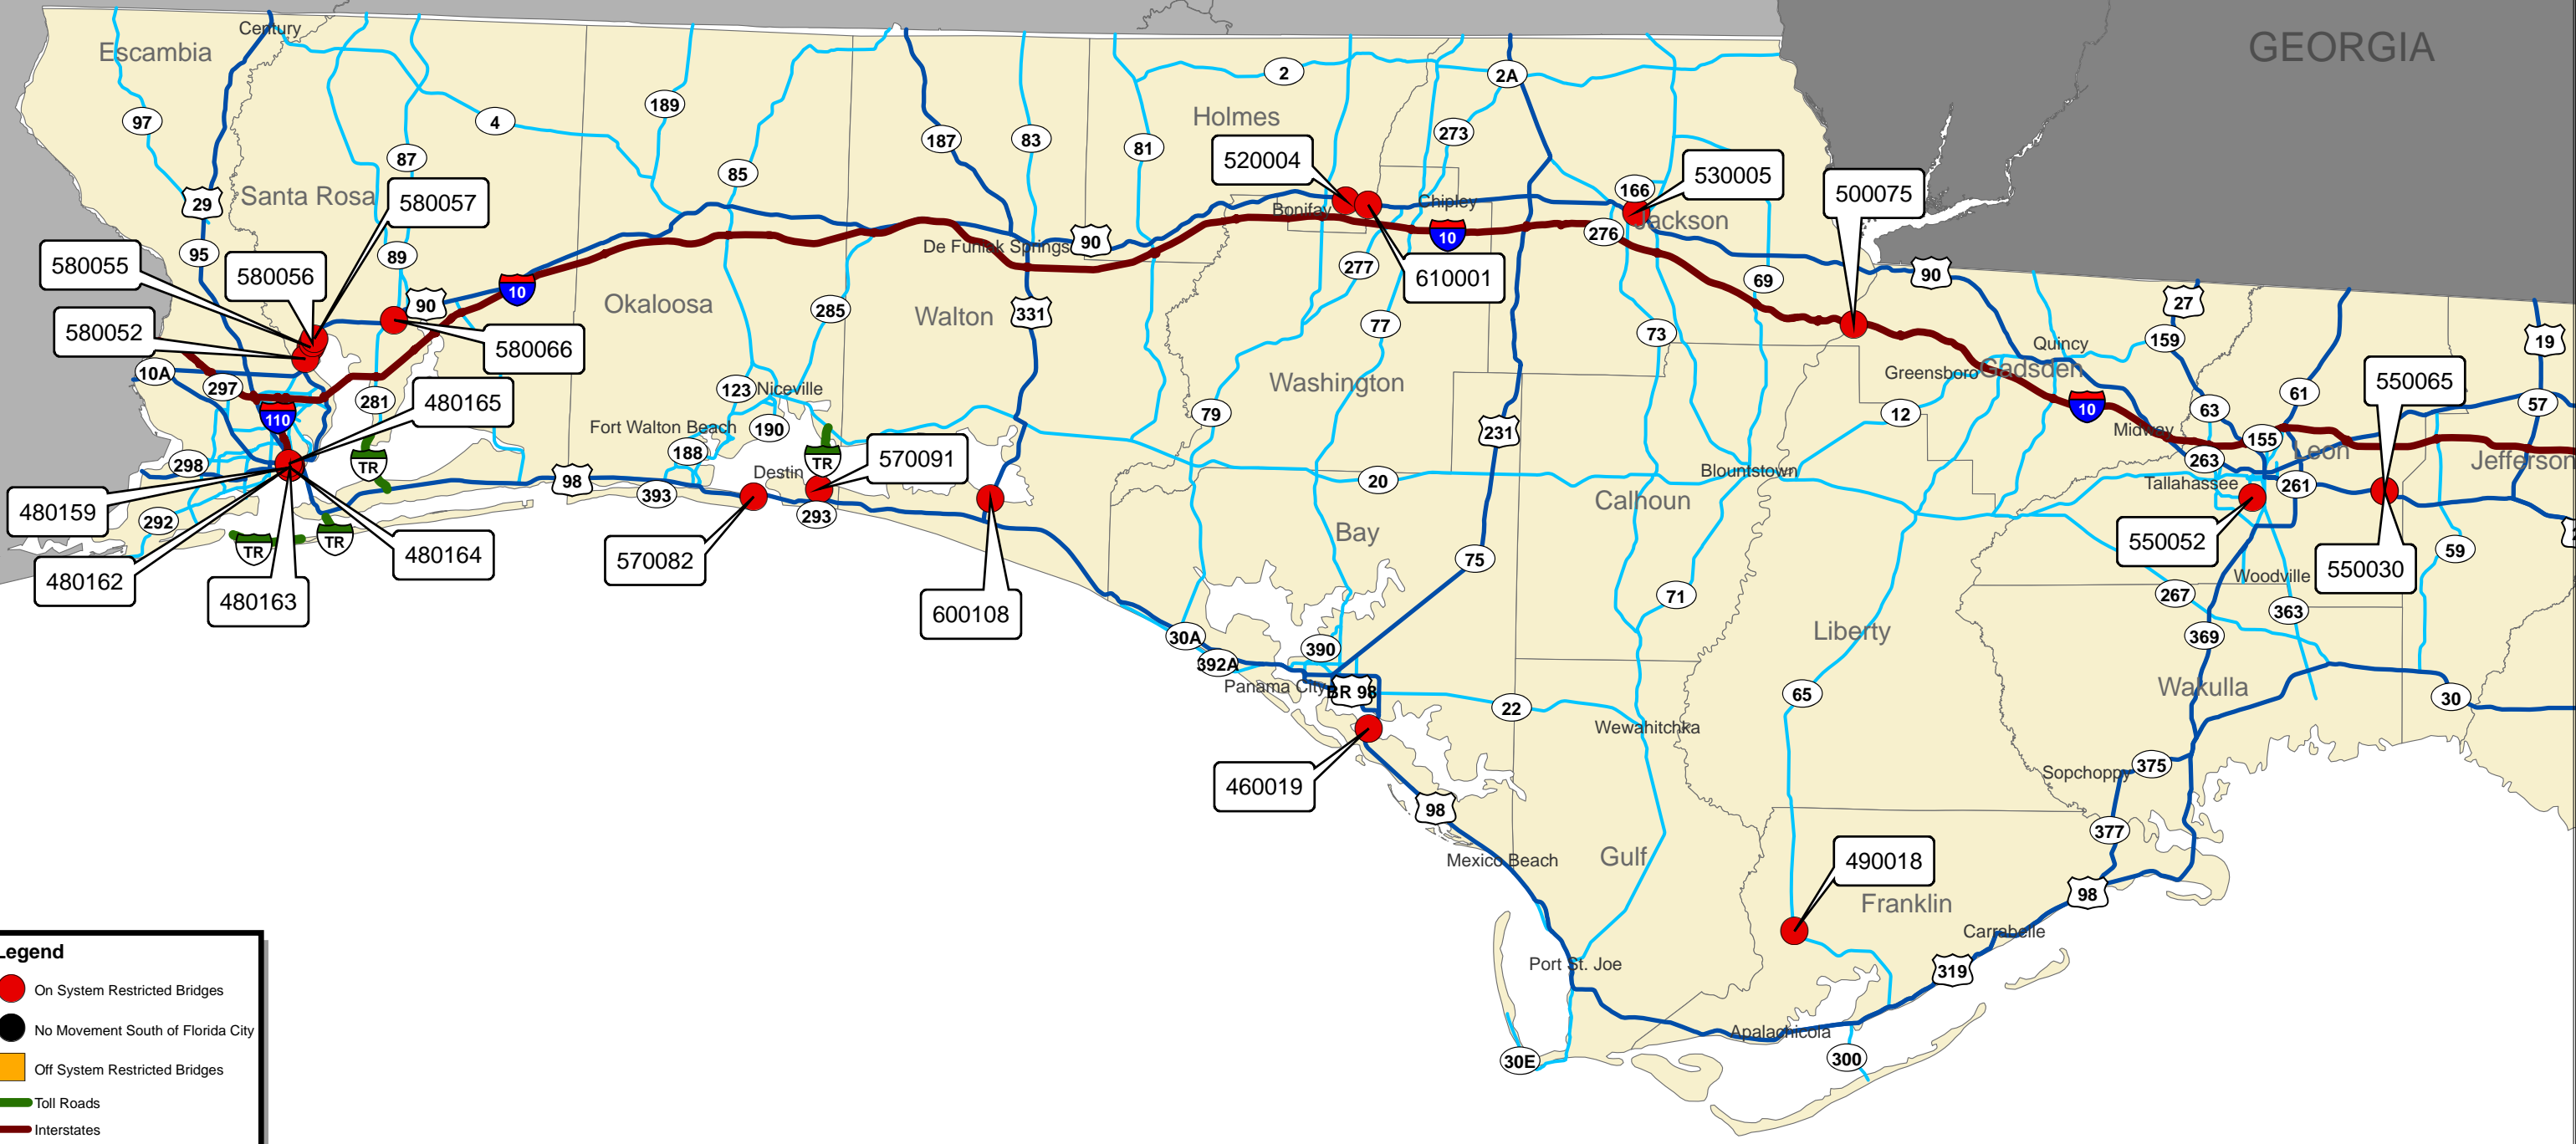 GEORGIA
Century
Escambia
2
2A
189
97
4
Holmes
273
187
83
81
87
520004
85
530005
166
500075
Santa Rosa
29
580057
Bonifay
Chipley
Jackson
276
10
De Funiak Springs
90
95
89
580055
580056
277
610001
69
90
90
10
Okaloosa
285
Walton
331
77
73
27
159
19
Quincy
580052
580066
Greensboro
Gadsden
10A
297
Washington
550065
123
Niceville
281
480165
61
57
110
79
12
10
63
Fort Walton Beach
190
231
Midway
155
188
Leon
298
TR
TR
570091
263
Jefferson
Destin
Blountstown
98
20
Tallahassee
261
393
Calhoun
480159
292
293
Bay
TR
TR
480164
570082
75
550052
59
550030
480162
Woodville
480163
600108
71
267
363
Liberty
30A
369
390
392A
Panama City
BR 98
Wakulla
65
30
22
Wewahitchka
460019
375
Sopchoppy
98
377
Mexico Beach
Gulf
490018
98
Franklin
Carrabelle
Port St. Joe
319
Apalachicola
30E
300
Legend
On System Restricted Bridges
No Movement South of Florida City
Off System Restricted Bridges
Toll Roads
Interstates